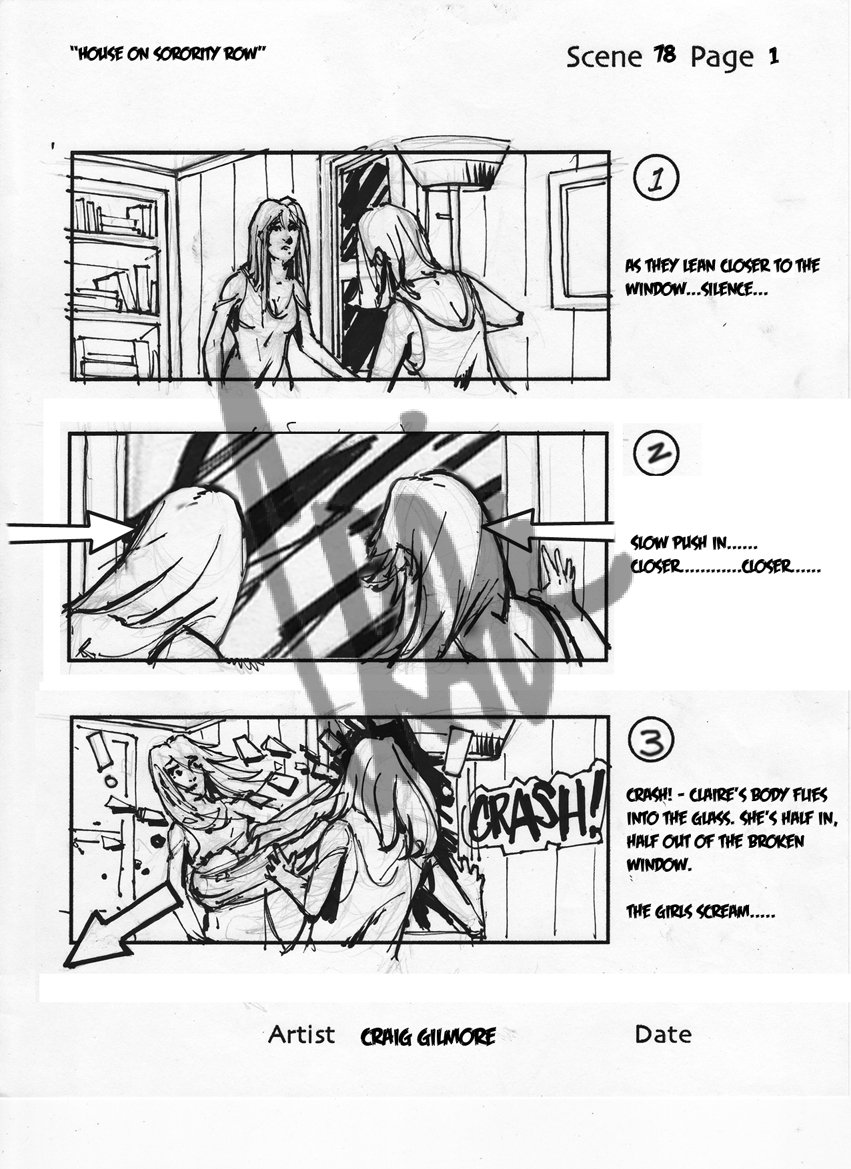 "HOUSE ON SORORITY ROW"
Scene 78 Page 1
1
AS THEY LEAN CLOSER TO THE
WINDOW...SILENCE...
2
SLOW PUSH IN......
CLOSER............CLOSER......
3
CRASH! - CLAIRE'S BODY FLIES
INTO THE GLASS. SHE'S HALF IN,
HALF OUT OF THE BROKEN
WINDOW.
THE GIRLS SCREAM.....
CRASH!
Artist CRAIG GILMORE
Date